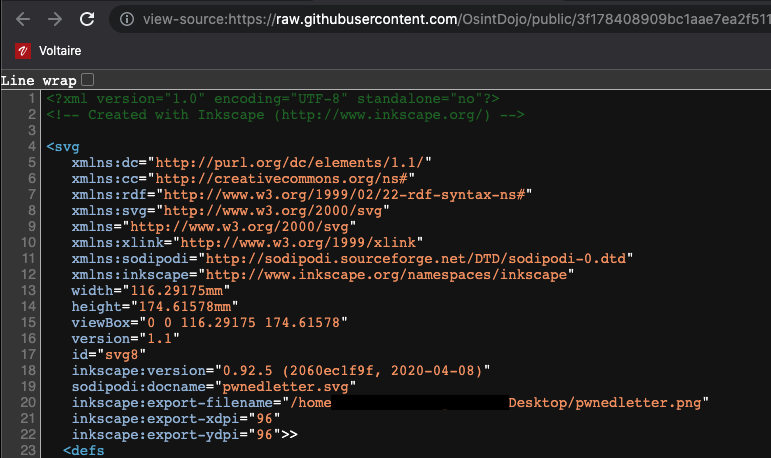 view-source:https://raw.githubusercontent.com/OsintDojo/public/3f178408909bc1aae7ea2f511
Voltaire
Line wrap
1 <?xml version="1.0" encoding="UTF-8" standalone="no"?>
2 <!-- Created with Inkscape (http://www.inkscape.org/) -->
3
4 <svg
5 xmlns:dc="http://purl.org/dc/elements/1.1/"
6 xmlns:cc="http://creativecommons.org/ns#"
7 xmlns:rdf="http://www.w3.org/1999/02/22-rdf-syntax-ns#"
8 xmlns:svg="http://www.w3.org/2000/svg"
9 xmlns="http://www.w3.org/2000/svg"
10 xmlns:xlink="http://www.w3.org/1999/xlink"
11 xmlns:sodipodi="http://sodipodi.sourceforge.net/DTD/sodipodi-0.dtd"
12 xmlns:inkscape="http://www.inkscape.org/namespaces/inkscape"
13 width="116.29175mm"
14 height="174.61578mm"
15 viewBox="0 0 116.29175 174.61578"
16 version="1.1"
17 id="svg8"
18 inkscape:version="0.92.5 (2060ec1f9f, 2020-04-08)"
19 sodipodi:docname="pwnedletter.svg"
20 inkscape:export-filename="/home Desktop/pwnedletter.png"
21 inkscape:export-xdpi="96"
22 inkscape:export-ydpi="96">>
23 <defs